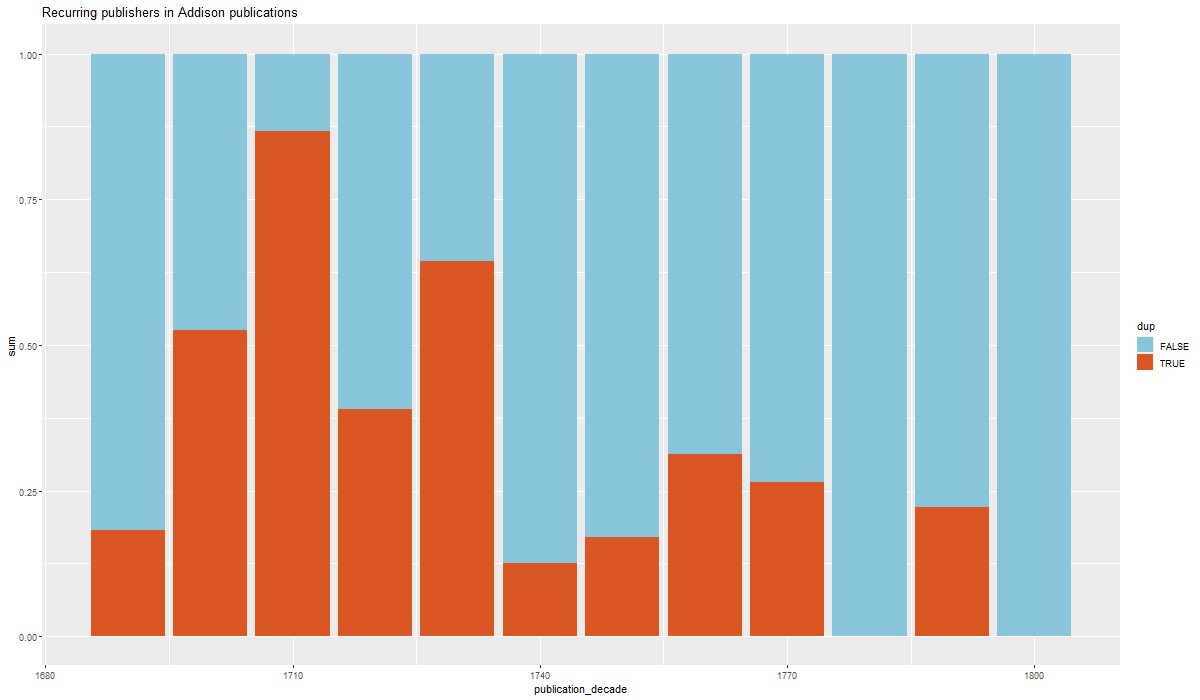 Recurring publishers in Addison publications
1.00
0.75
0.50
0.25
0.00
sum
1680
1710
1740
1770
1800
publication_decade
dup
FALSE
TRUE